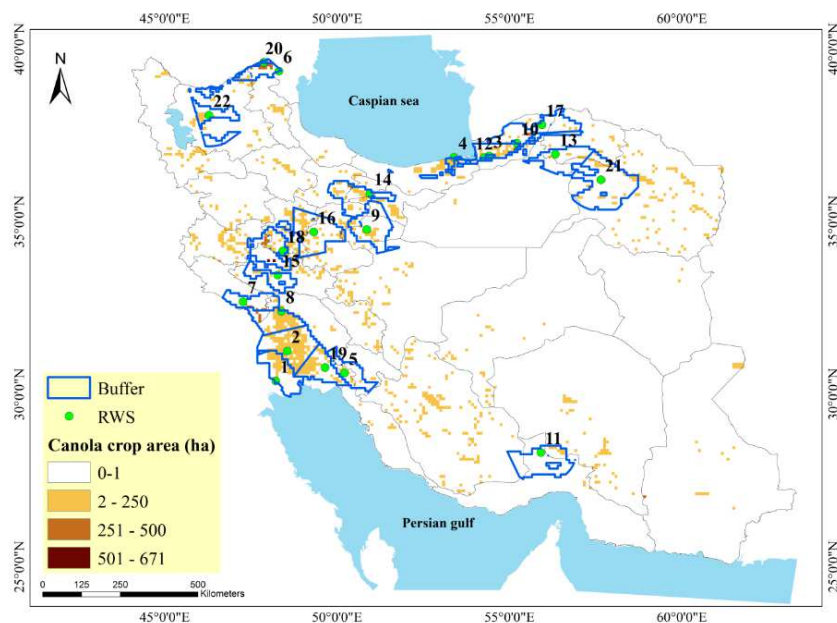 45°0'0"E 50°0'0"E 55°0'0"E 60°0'0"E
40°0'0"N
35°0'0"N
30°0'0"N
25°0'0"N
40°0'0"N
35°0'0"N
30°0'0"N
25°0'0"N
N
Caspian sea
20
6
22
17
10
4
12
3
13
21
14
16
9
18
15
7
8
2
19
5
1
11
Persian gulf
Buffer
RWS
Canola crop area (ha)
0-1
2 - 250
251 - 500
501 - 671
0 125 250 500
Kilometers
45°0'0"E 50°0'0"E 55°0'0"E 60°0'0"E